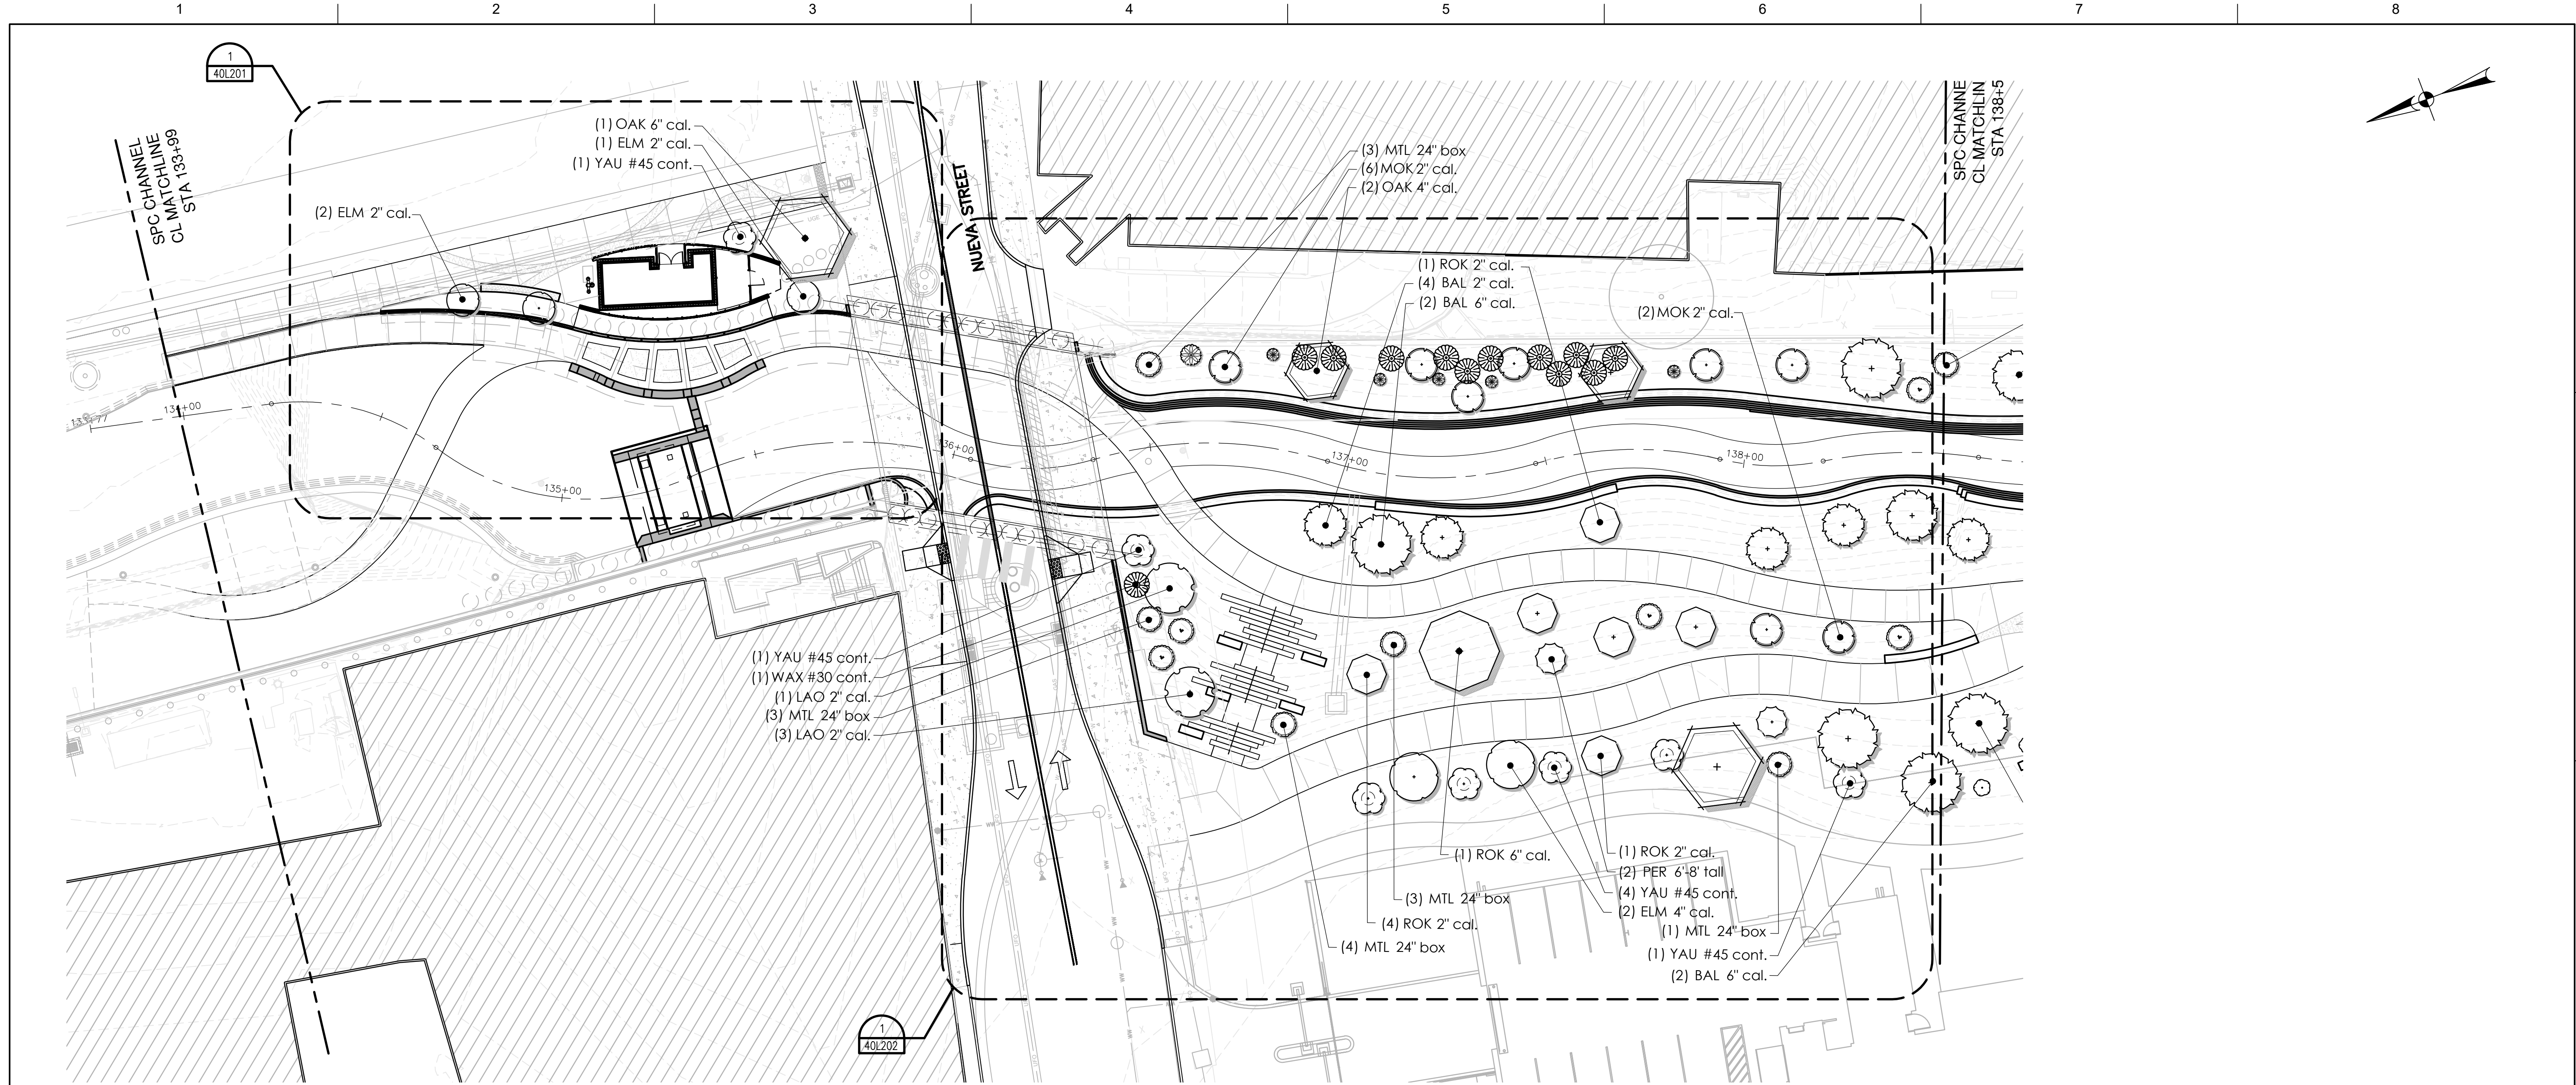 1 2 3 4 5 6 7 8
1
40L201
SPC CHANNEL
CL MATCHLINE
STA 133+99
(2) ELM 2" cal.
(1) OAK 6" cal.
(1) ELM 2" cal.
(1) YAU #45 cont.
NUEVA STREET
(3) MTL 24" box
(6) MOK 2" cal.
(2) OAK 4" cal.
(1) ROK 2" cal.
(4) BAL 2" cal.
(2) BAL 6" cal.
(2) MOK 2" cal.
SPC CHANNE
CL MATCHLIN
STA 138+5
133+77
134+00
135+00
136+00
137+00
138+00
(1) YAU #45 cont.
(1) WAX #30 cont.
(1) LAO 2" cal.
(3) MTL 24" box
(3) LAO 2" cal.
(1) ROK 6" cal.
(3) MTL 24" box
(4) ROK 2" cal.
(4) MTL 24" box
(1) ROK 2" cal.
(2) PER 6'-8' tall
(4) YAU #45 cont.
(2) ELM 4" cal.
(1) MTL 24" box
(1) YAU #45 cont.
(2) BAL 6" cal.
1
40L202